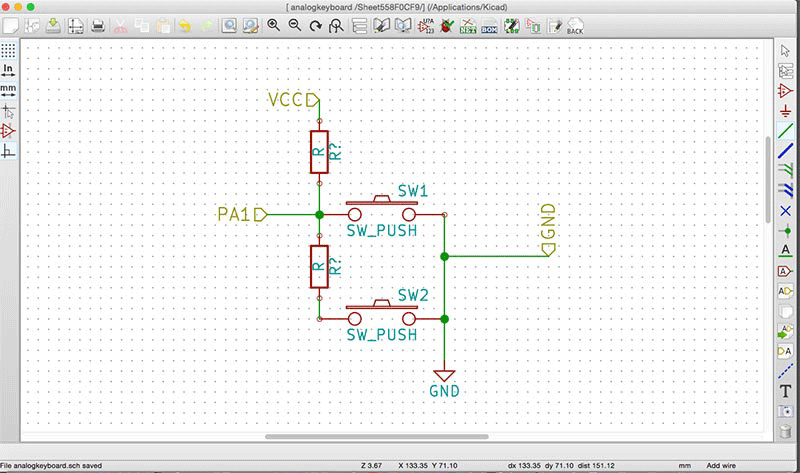 [ analogkeyboard /Sheet558F0CF9/] (/Applications/Kicad)
BACK
In
mm
VCC
R
R?
SW1
PA1
SW_PUSH
GND
R
R?
SW2
SW_PUSH
GND
A
A
A
A
T
File analogkeyboard.sch saved
Z 3.67
X 133.35 Y 71.10
dx 133.35 dy 71.10 dist 151.12
mm
Add wire